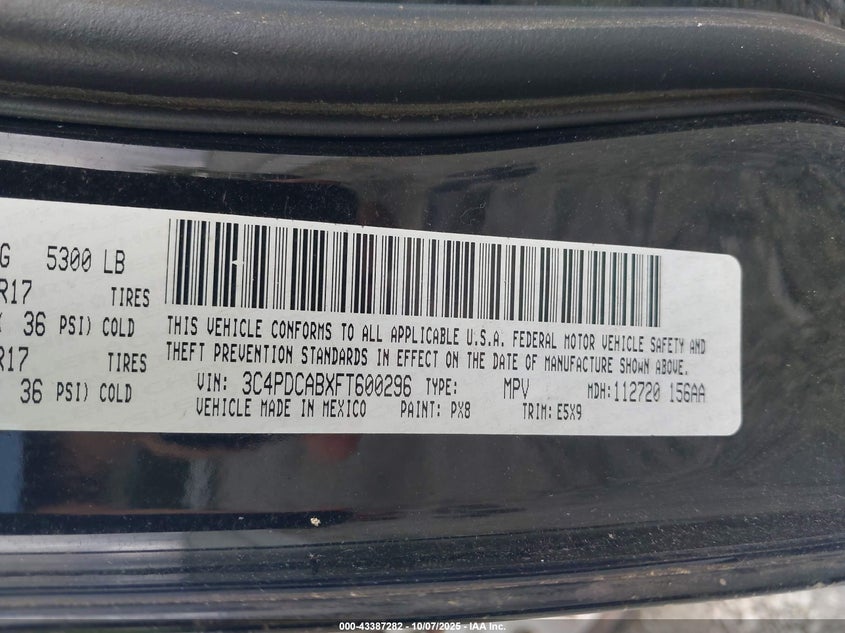 G 5300 LB
R17 TIRES
36 PSI) COLD
R17 TIRES
36 PSI) COLD
THIS VEHICLE CONFORMS TO ALL APPLICABLE U.S.A. FEDERAL MOTOR VEHICLE SAFETY AND
THEFT PREVENTION STANDARDS IN EFFECT ON THE DATE OF MANUFACTURE SHOWN ABOVE.
VIN: 3C4PDCABXFT600296 TYPE: MPV MDH:112720 156AA
VEHICLE MADE IN MEXICO PAINT: PX8 TRIM:E5X9
000-43387282 - 10/07/2025 - IAA Inc.